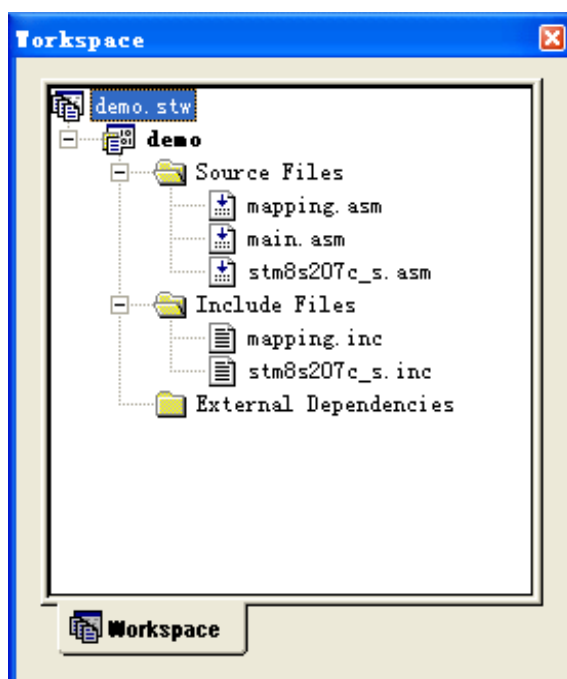 Workspace
demo.stw
demo
Source Files
mapping.asm
main.asm
stm8s207c_s.asm
Include Files
mapping.inc
stm8s207c_s.inc
External Dependencies
Workspace